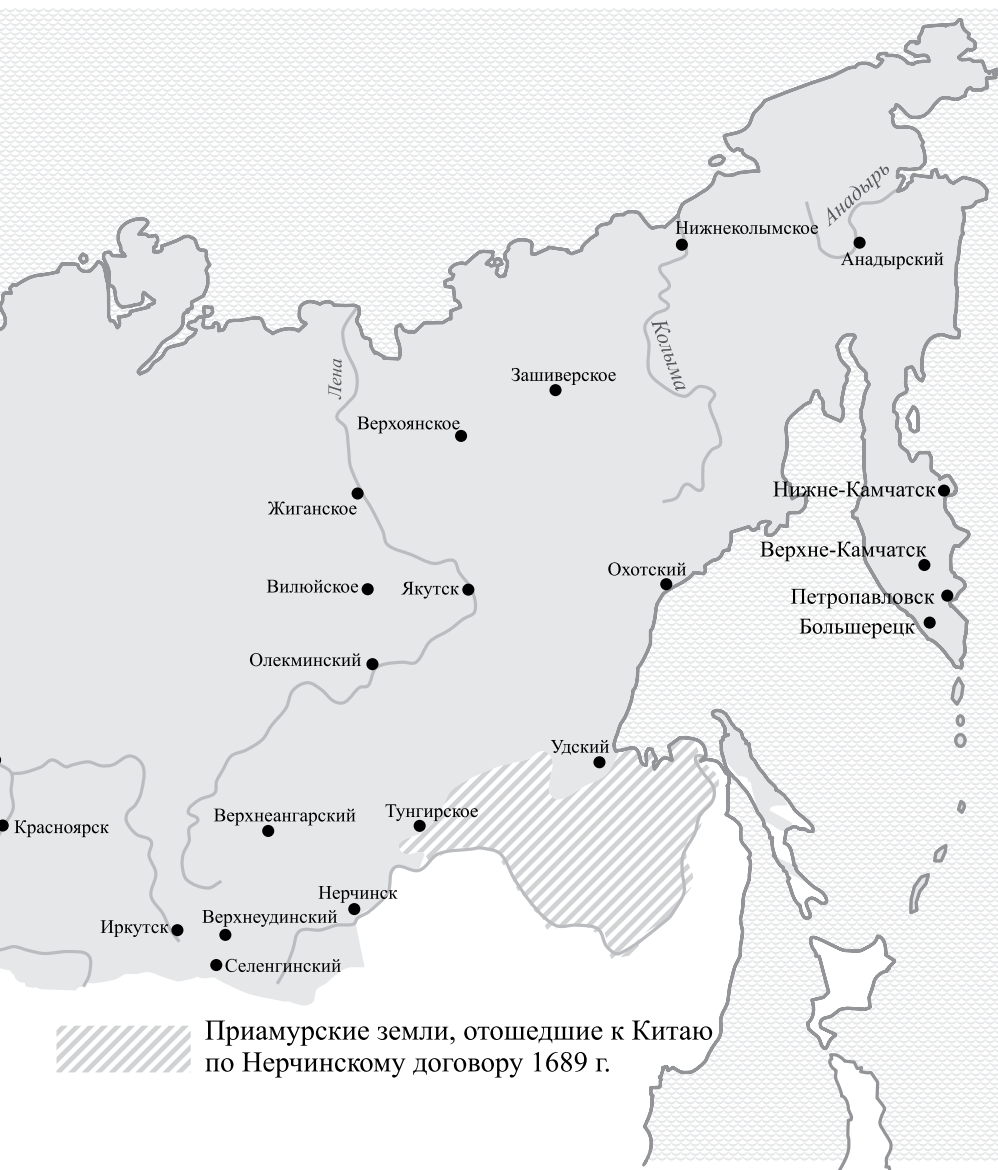 Анадырь
Нижнеколымское
Анадырский
Колыма
Лена
Зашиверское
Верхоянское
Нижне-Камчатск
Жиганское
Верхне-Камчатск
Охотский
Вилюйское
Якутск
Петропавловск
Большерецк
Олекминский
Удский
Верхнеангарский
Тунгирское
Красноярск
Нерчинск
Верхнеудинский
Иркутск
Селенгинский
Приамурские земли, отошедшие к Китаю
по Нерчинскому договору 1689 г.